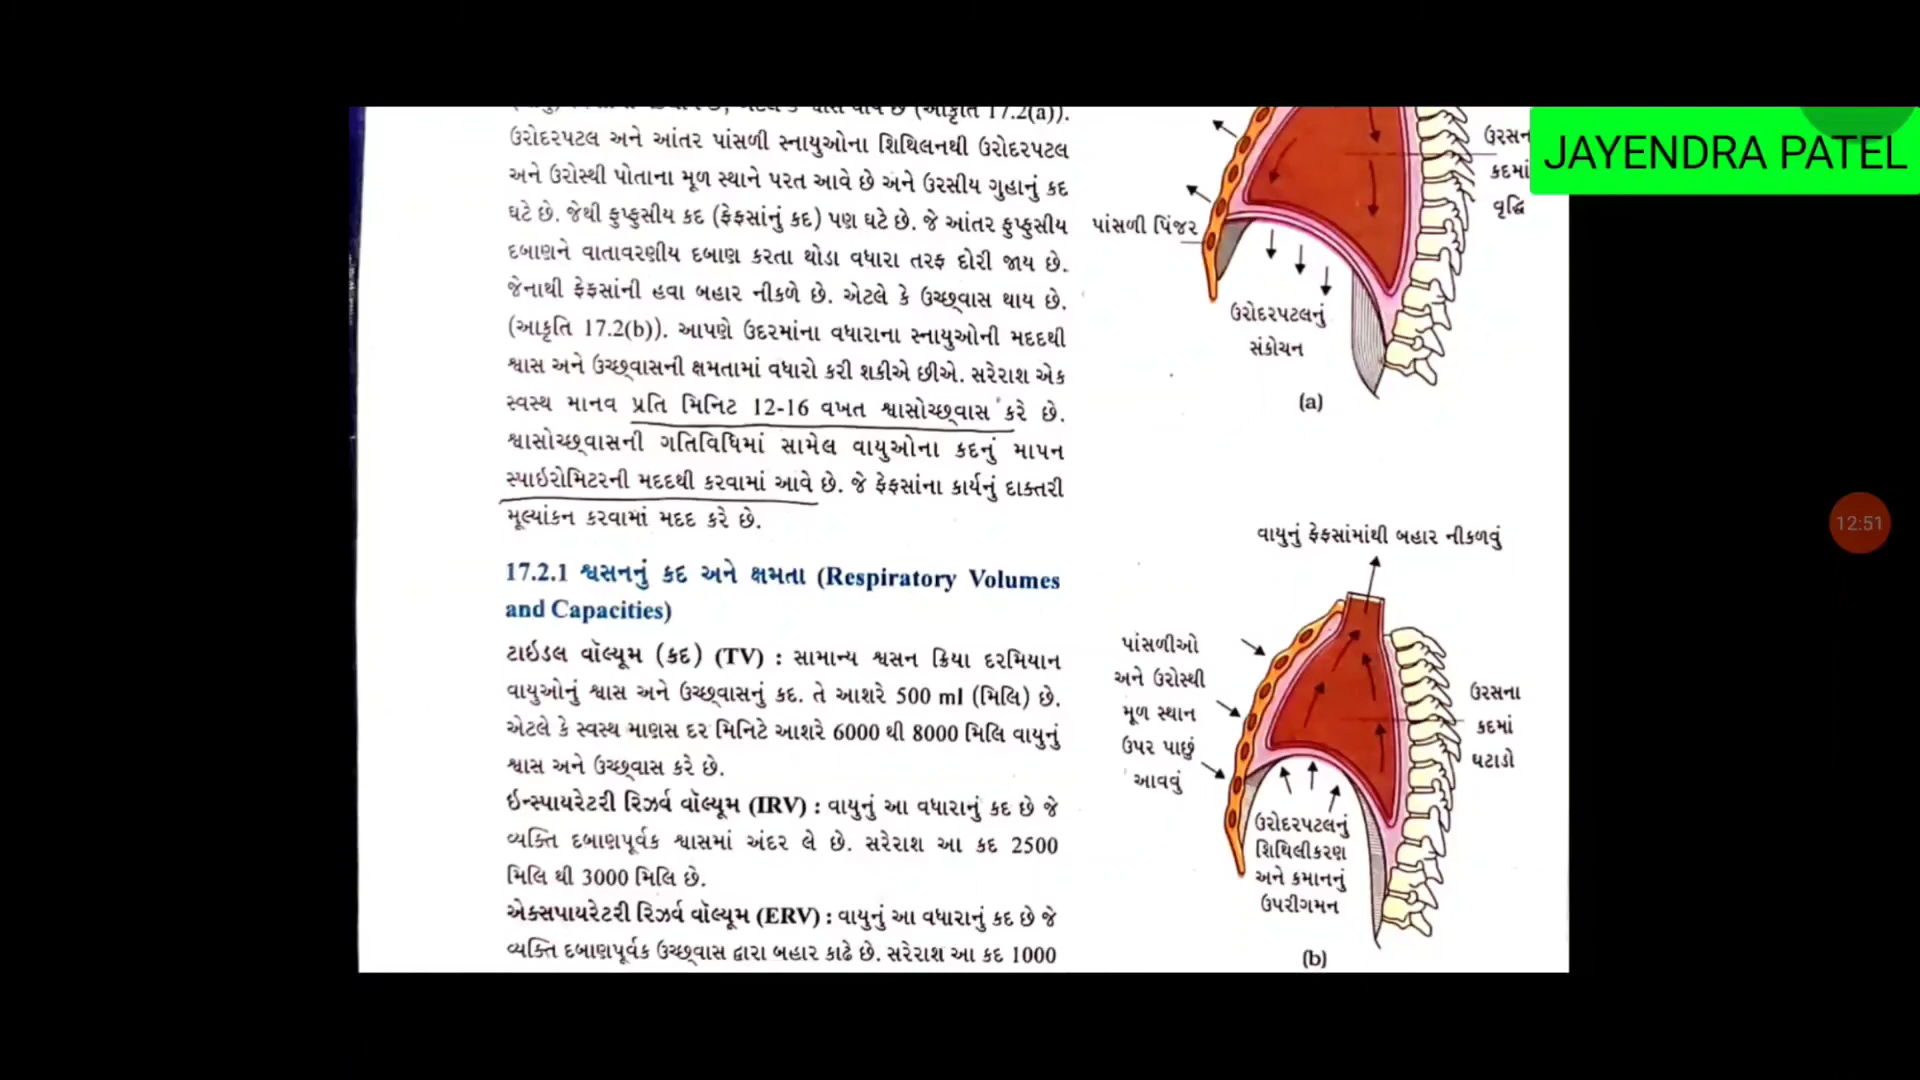 (આકૃતિ 17.2(a)).
ઉરોદરપટલ અને આંતર પાંસળી સ્નાયુઓના શિથિલનથી ઉરોદરપટલ
અને ઉરોસ્થી પોતાના મૂળ સ્થાને પરત આવે છે અને ઉરસીય ગુહાનું કદ
ઘટે છે. જેથી ફુપ્ફુસીય કદ (ફેફસાંનું કદ) પણ ઘટે છે. જે આંતર ફુપ્ફુસીય
દબાણને વાતાવરણીય દબાણ કરતા થોડા વધારા તરફ દોરી જાય છે.
જેનાથી ફેફસાંની હવા બહાર નીકળે છે. એટલે કે ઉચ્છ્વાસ થાય છે.
(આકૃતિ 17.2(b)). આપણે ઉદરમાંના વધારાના સ્નાયુઓની મદદથી
શ્વાસ અને ઉચ્છ્વાસની ક્ષમતામાં વધારો કરી શકીએ છીએ. સરેરાશ એક
સ્વસ્થ માનવ પ્રતિ મિનિટ 12-16 વખત શ્વાસોચ્છ્વાસ કરે છે.
શ્વાસોચ્છ્વાસની ગતિવિધિમાં સામેલ વાયુઓના કદનું માપન
સ્પાઇરોમિટરની મદદથી કરવામાં આવે છે. જે ફેફસાંના કાર્યનું દાક્તરી
મૂલ્યાંકન કરવામાં મદદ કરે છે.
17.2.1 શ્વસનનું કદ અને ક્ષમતા (Respiratory Volumes
and Capacities)
ટાઇડલ વૉલ્યૂમ (કદ) (TV) : સામાન્ય શ્વસન ક્રિયા દરમિયાન
વાયુઓનું શ્વાસ અને ઉચ્છ્વાસનું કદ. તે આશરે 500 ml (મિલિ) છે.
એટલે કે સ્વસ્થ માણસ દર મિનિટે આશરે 6000 થી 8000 મિલિ વાયુનું
શ્વાસ અને ઉચ્છ્વાસ કરે છે.
ઇન્સ્પાયરેટરી રિઝર્વ વૉલ્યૂમ (IRV) : વાયુનું આ વધારાનું કદ છે જે
વ્યક્તિ દબાણપૂર્વક શ્વાસમાં અંદર લે છે. સરેરાશ આ કદ 2500
મિલિ થી 3000 મિલિ છે.
એક્સપાયરેટરી રિઝર્વ વૉલ્યૂમ (ERV) : વાયુનું આ વધારાનું કદ છે જે
વ્યક્તિ દબાણપૂર્વક ઉચ્છ્વાસ દ્વારા બહાર કાઢે છે. સરેરાશ આ કદ 1000
પાંસળી પિંજર
ઉરોદરપટલનું
સંકોચન
(a)
ઉરસના
કદમાં
વૃદ્ધિ
JAYENDRA PATEL
12:51
વાયુનું ફેફસાંમાંથી બહાર નીકળવું
પાંસળીઓ
અને ઉરોસ્થી
મૂળ સ્થાન
ઉપર પાછું
આવવું
ઉરસના
કદમાં
ઘટાડો
ઉરોદરપટલનું
શિથિલીકરણ
અને કમાનનું
ઉપરીગમન
(b)